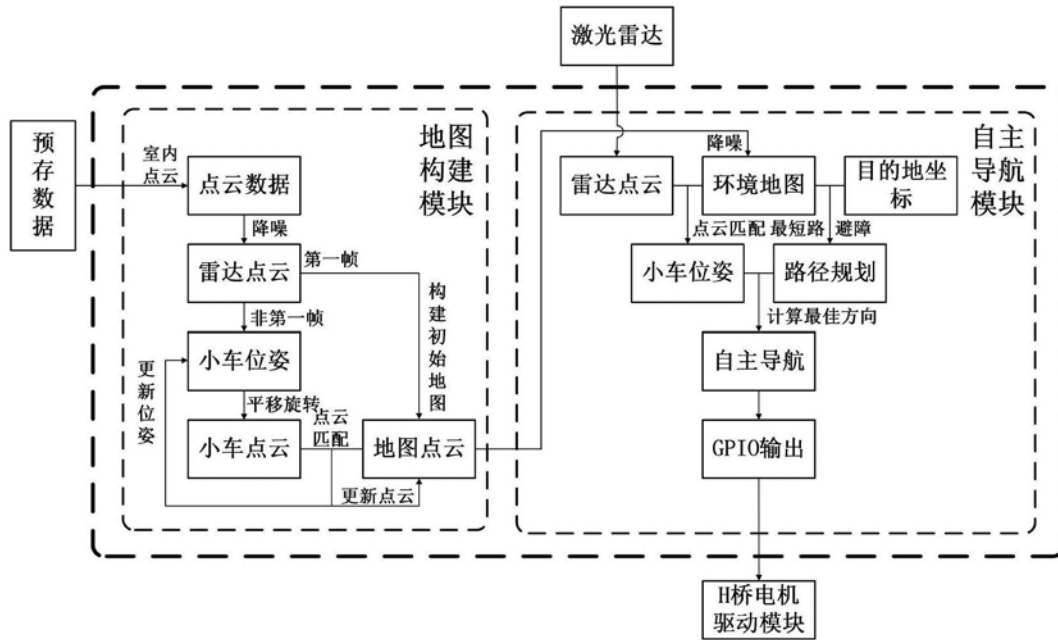 激光雷达
预存数据
室内
点云
地图
构建
模块
点云数据
降噪
雷达点云
第一帧
构建初始地图
非第一帧
小车位姿
更新位姿
平移旋转
点云
匹配
小车点云
地图点云
更新点云
自主
导航
模块
降噪
雷达点云
环境地图
目的地坐
标
点云匹配
最短路
避障
小车位姿
路径规划
计算最佳方向
自主导航
GPIO输出
H桥电机
驱动模块